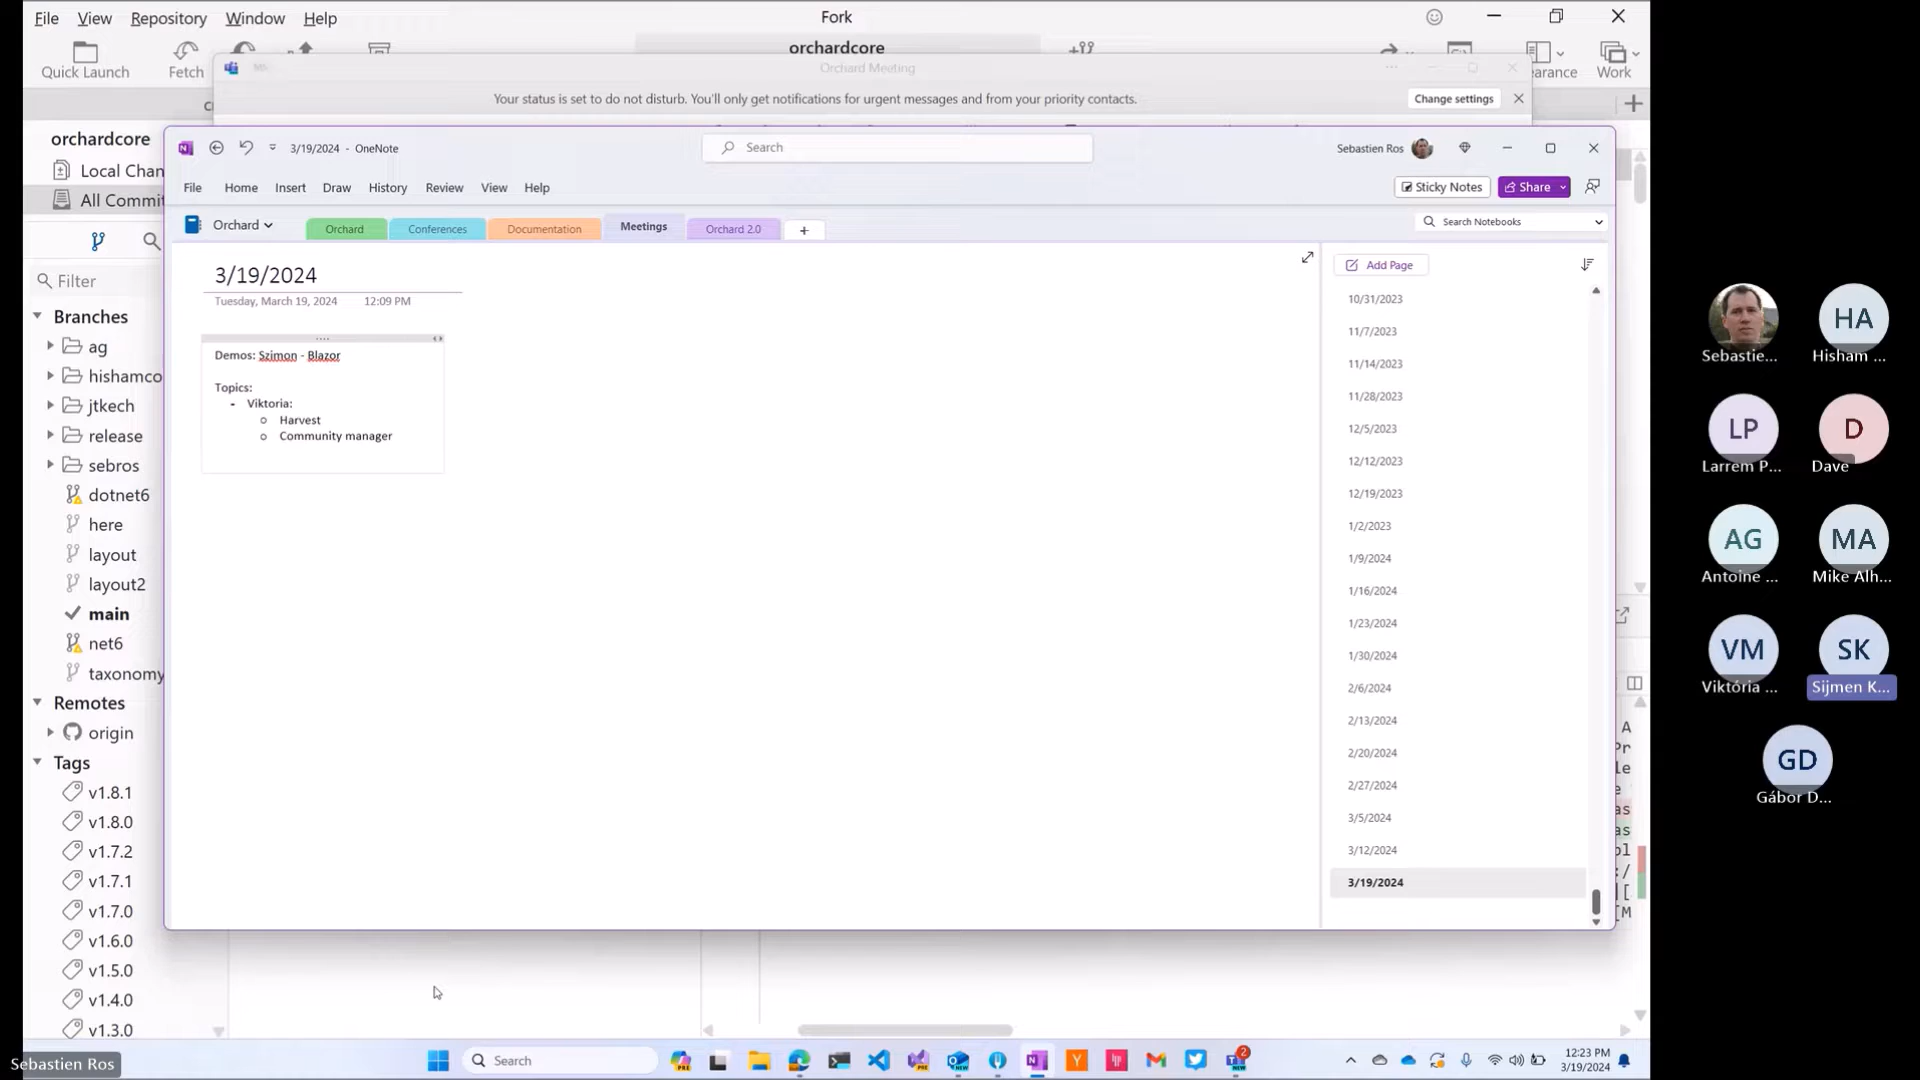 File View Repository Window Help
Fork
Quick Launch
Fetch
orchardcore
Work
Orchard Meeting
Your status is set to do not disturb. You'll only get notifications for urgent messages and from your priority contacts.
Change settings
orchardcore
Local Chan
All Commit
Filter
Branches
ag
hishamco
jtkech
release
sebros
dotnet6
here
layout
layout2
main
net6
taxonomy
Remotes
origin
Tags
v1.8.1
v1.8.0
v1.7.2
v1.7.1
v1.7.0
v1.6.0
v1.5.0
v1.4.0
v1.3.0
3/19/2024 - OneNote
Search
Sebastien Ros
File Home Insert Draw History Review View Help
Sticky Notes
Share
Orchard
Orchard
Conferences
Documentation
Meetings
Orchard 2.0
Search Notebooks
3/19/2024
Tuesday, March 19, 2024 12:09 PM
Demos: Szimon - Blazor
Topics:
- Viktoria:
Harvest
Community manager
Add Page
10/31/2023
11/7/2023
11/14/2023
11/28/2023
12/5/2023
12/12/2023
12/19/2023
1/2/2023
1/9/2024
1/16/2024
1/23/2024
1/30/2024
2/6/2024
2/13/2024
2/20/2024
2/27/2024
3/5/2024
3/12/2024
3/19/2024
Sebastie...
HA
Hisham ...
LP
Larrem P...
D
Dave
AG
Antoine ...
MA
Mike Alh...
VM
Viktória ...
SK
Sijmen K...
GD
Gábor D...
Sebastien Ros
Search
12:23 PM
3/19/2024